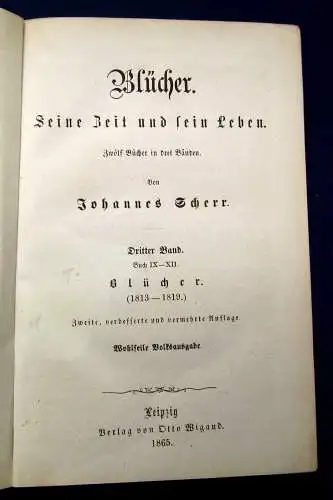 Blücher.
Seine Zeit und sein Leben.
Zwölf Bücher in drei Bänden.
Von
Johannes Scherr.
Dritter Band.
Buch IX—XII.
Blücher.
(1813—1819.)
Zweite, verbesserte und vermehrte Auflage
Wohlfeile Volksausgabe
Leipzig
Verlag von Otto Wigand.
1865.